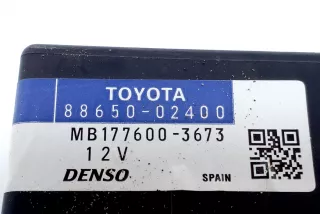 TOYOTA
88650-02400
MB177600-3673
12V
DENSO SPAIN